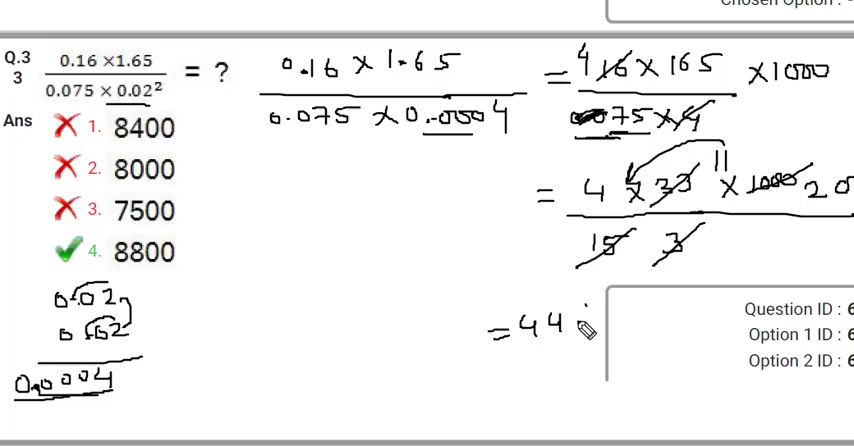 Chosen Option :
Q.3
3
0.16 ×1.65
0.075 × 0.02²
= ?
Ans
1. 8400
2. 8000
3. 7500
4. 8800
0.02
0.02
0.0004
0.16 × 1.65
0.075 × 0.0004
= 4 16 × 165 × 1000
75 × 4
= 4 × 33 11 × 1000 20
15 3
= 44
Question ID : 6
Option 1 ID : 6
Option 2 ID : 6